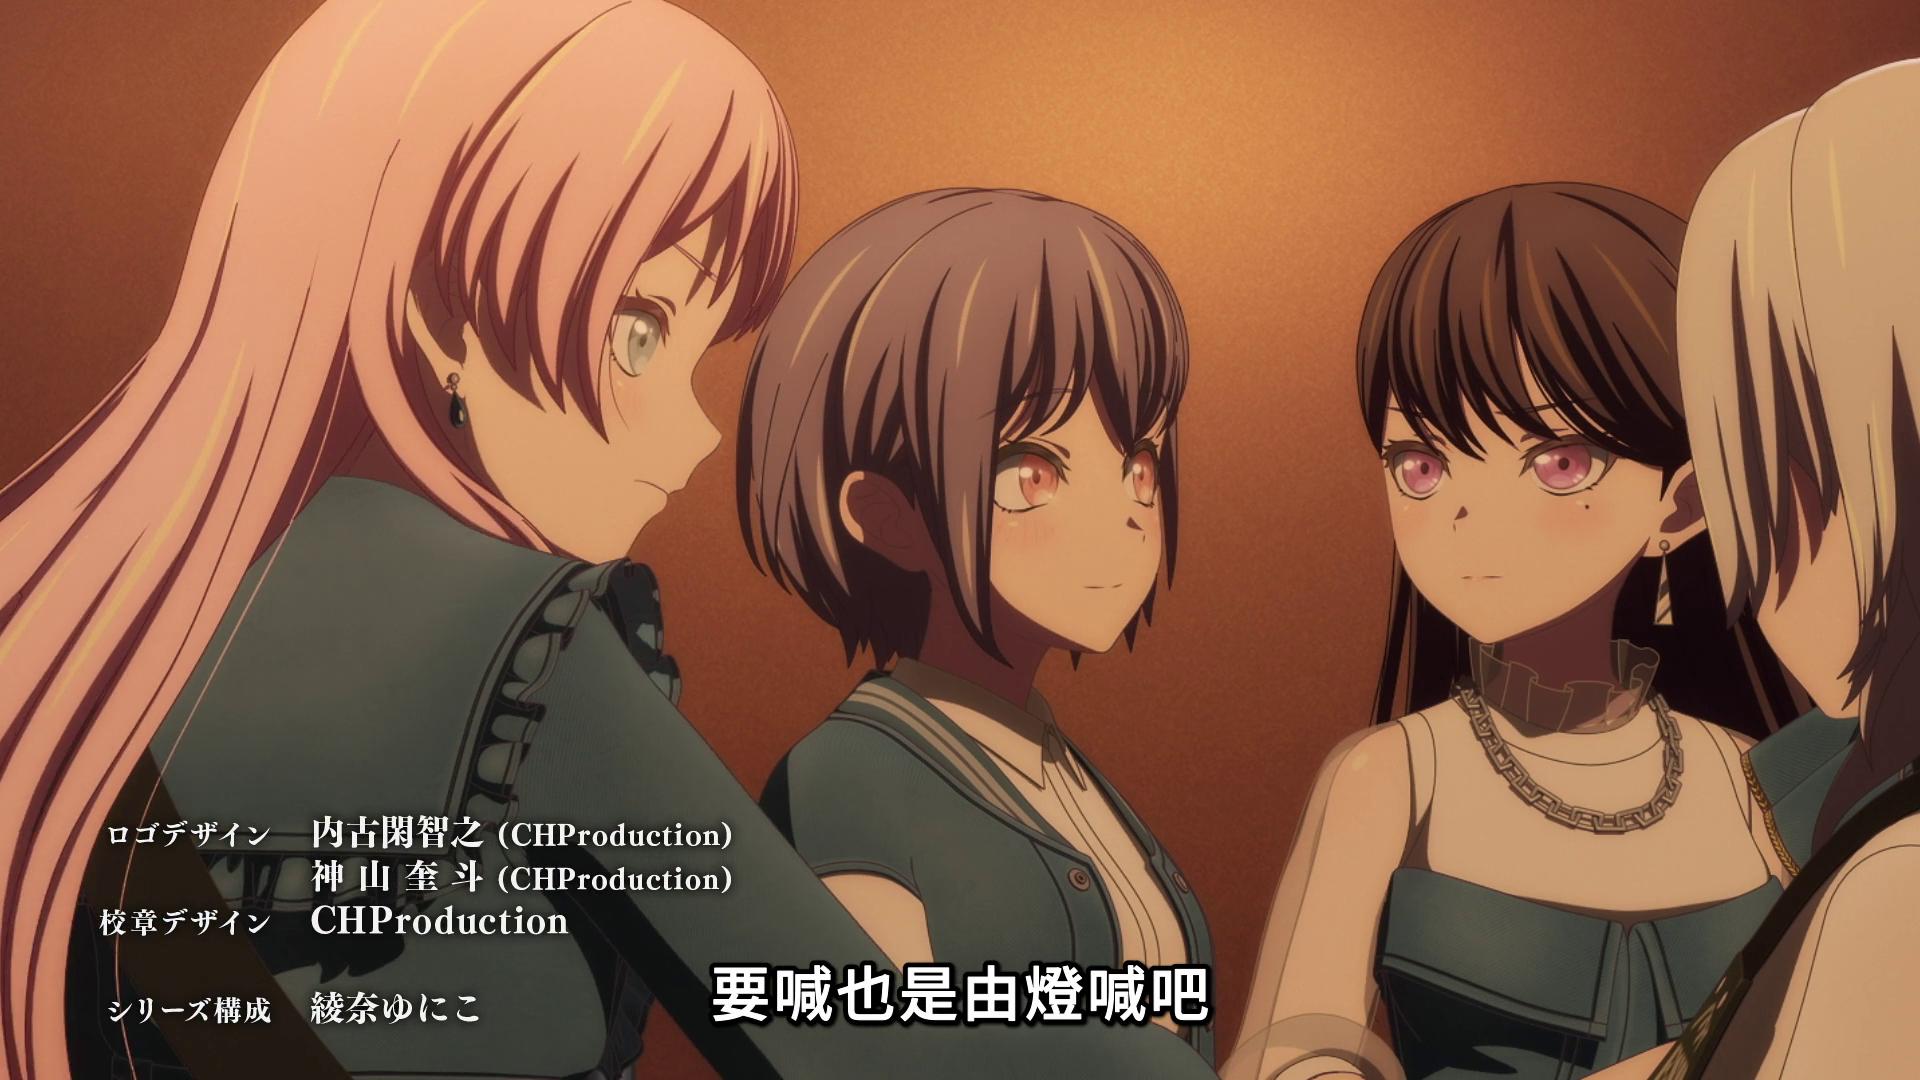 ロゴデザイン 内古閑智之 (CHProduction)
神山奎斗 (CHProduction)
校章デザイン CHProduction
シリーズ構成 綾奈ゆにこ
要喊也是由燈喊吧